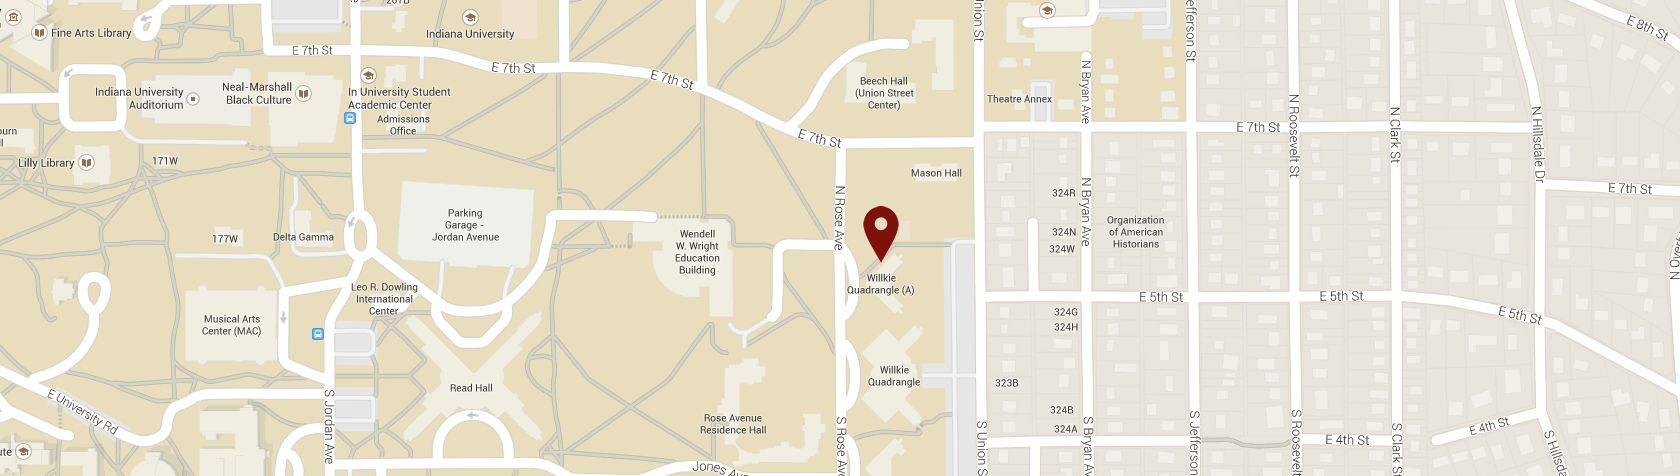 267B
Fine Arts Library
Indiana University
E 7th St
E 7th St
E 7th St
E 7th St
Indiana University
Auditorium
Neal-Marshall
Black Culture
In University Student
Academic Center
Admissions
Office
Lilly Library
171W
177W
Delta Gamma
Parking
Garage -
Jordan Avenue
Leo R. Dowling
International
Center
Musical Arts
Center (MAC)
Read Hall
E University Rd
S Jordan Ave
Wendell
W. Wright
Education
Building
Rose Avenue
Residence Hall
Jones Ave
Beech Hall
(Union Street
Center)
Mason Hall
N Rose Ave
S Rose Av
Willkie
Quadrangle (A)
Willkie
Quadrangle
Union St
S Union S
Theatre Annex
N Bryan Ave
N Bryan Ave
S Bryan Av
Jefferson St
S Jefferson
324R
324N
324W
324G
324H
323B
324B
324A
Organization
of American
Historians
E 7th St
E 7th St
E 5th St
E 5th St
E 5th St
E 4th St
E 4th St
E 8th St
N Roosevelt St
S Roosevelt
N Clark St
S Clark St
N Hillsdale Dr
S Hillsda